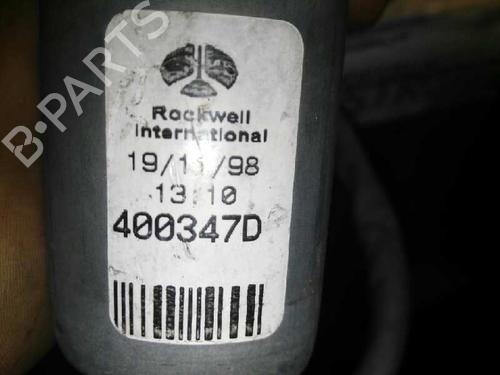 B-PARTS
Rockwell
International
19/11/98
13:10
400347D